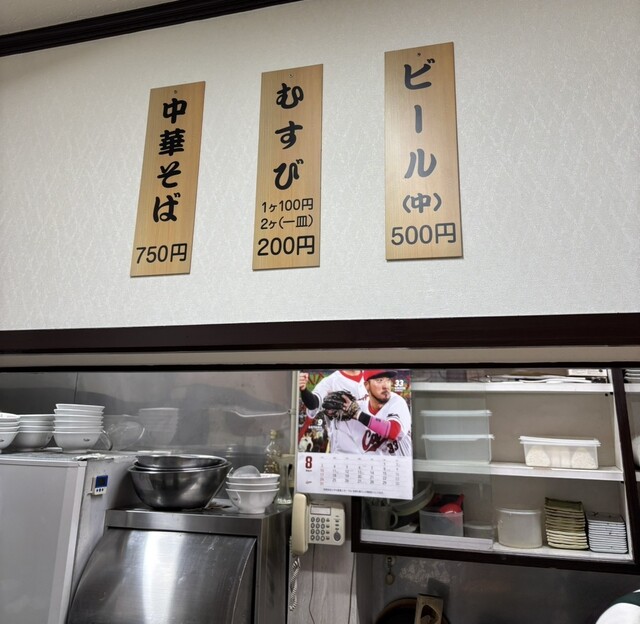 中華そば
750円
むすび
1ヶ100円
2ヶ(一皿)
200円
ビール(中)
500円
33
8